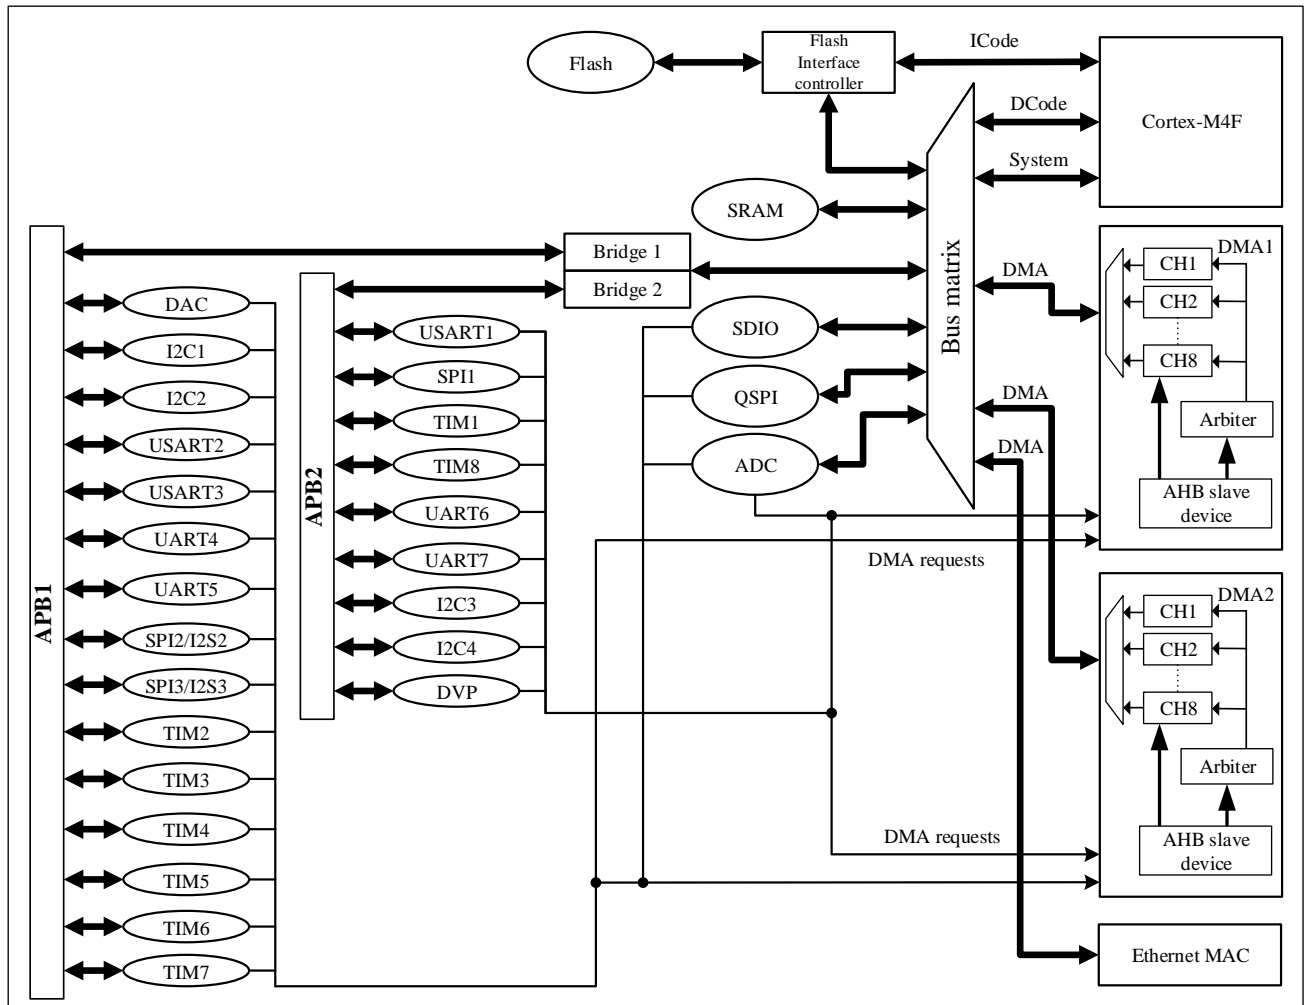 Flash
Flash
Interface
controller
ICode
DCode
System
Cortex-M4F
SRAM
Bus matrix
Bridge 1
Bridge 2
SDIO
QSPI
ADC
DMA
DMA
DMA
DMA1
CH1
CH2
CH8
Arbiter
AHB slave
device
DMA requests
DMA2
CH1
CH2
CH8
Arbiter
AHB slave
device
DMA requests
Ethernet MAC
APB1
DAC
I2C1
I2C2
USART2
USART3
UART4
UART5
SPI2/I2S2
SPI3/I2S3
TIM2
TIM3
TIM4
TIM5
TIM6
TIM7
APB2
USART1
SPI1
TIM1
TIM8
UART6
UART7
I2C3
I2C4
DVP